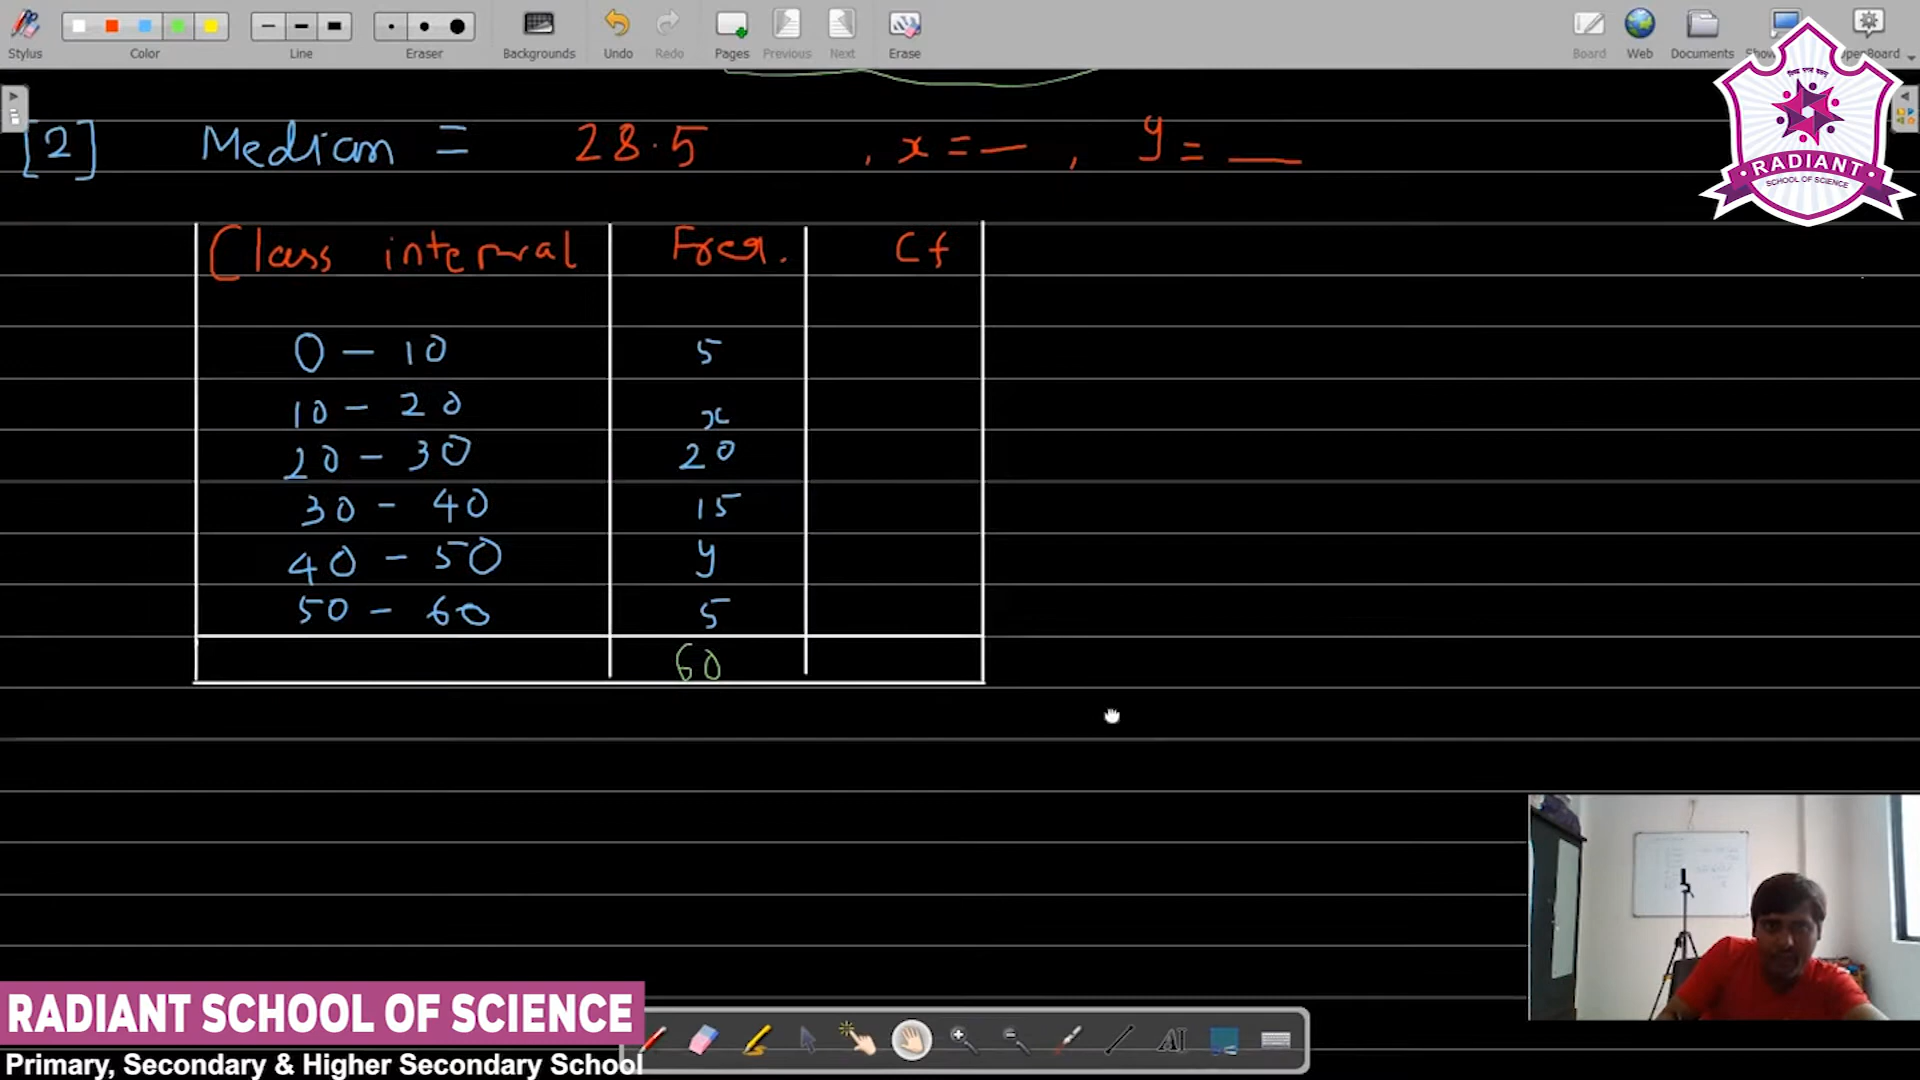 Stylus Color Line Eraser Backgrounds Undo Redo Pages Previous Next Erase Board Web Documents
[2] Median = 28.5 , x = — , y = __
RADIANT
SCHOOL OF SCIENCE
Class interval Freq. Cf
0 - 10 5
10 - 20 x
20 - 30 20
30 - 40 15
40 - 50 y
50 - 60 5
60
RADIANT SCHOOL OF SCIENCE
Primary, Secondary & Higher Secondary School